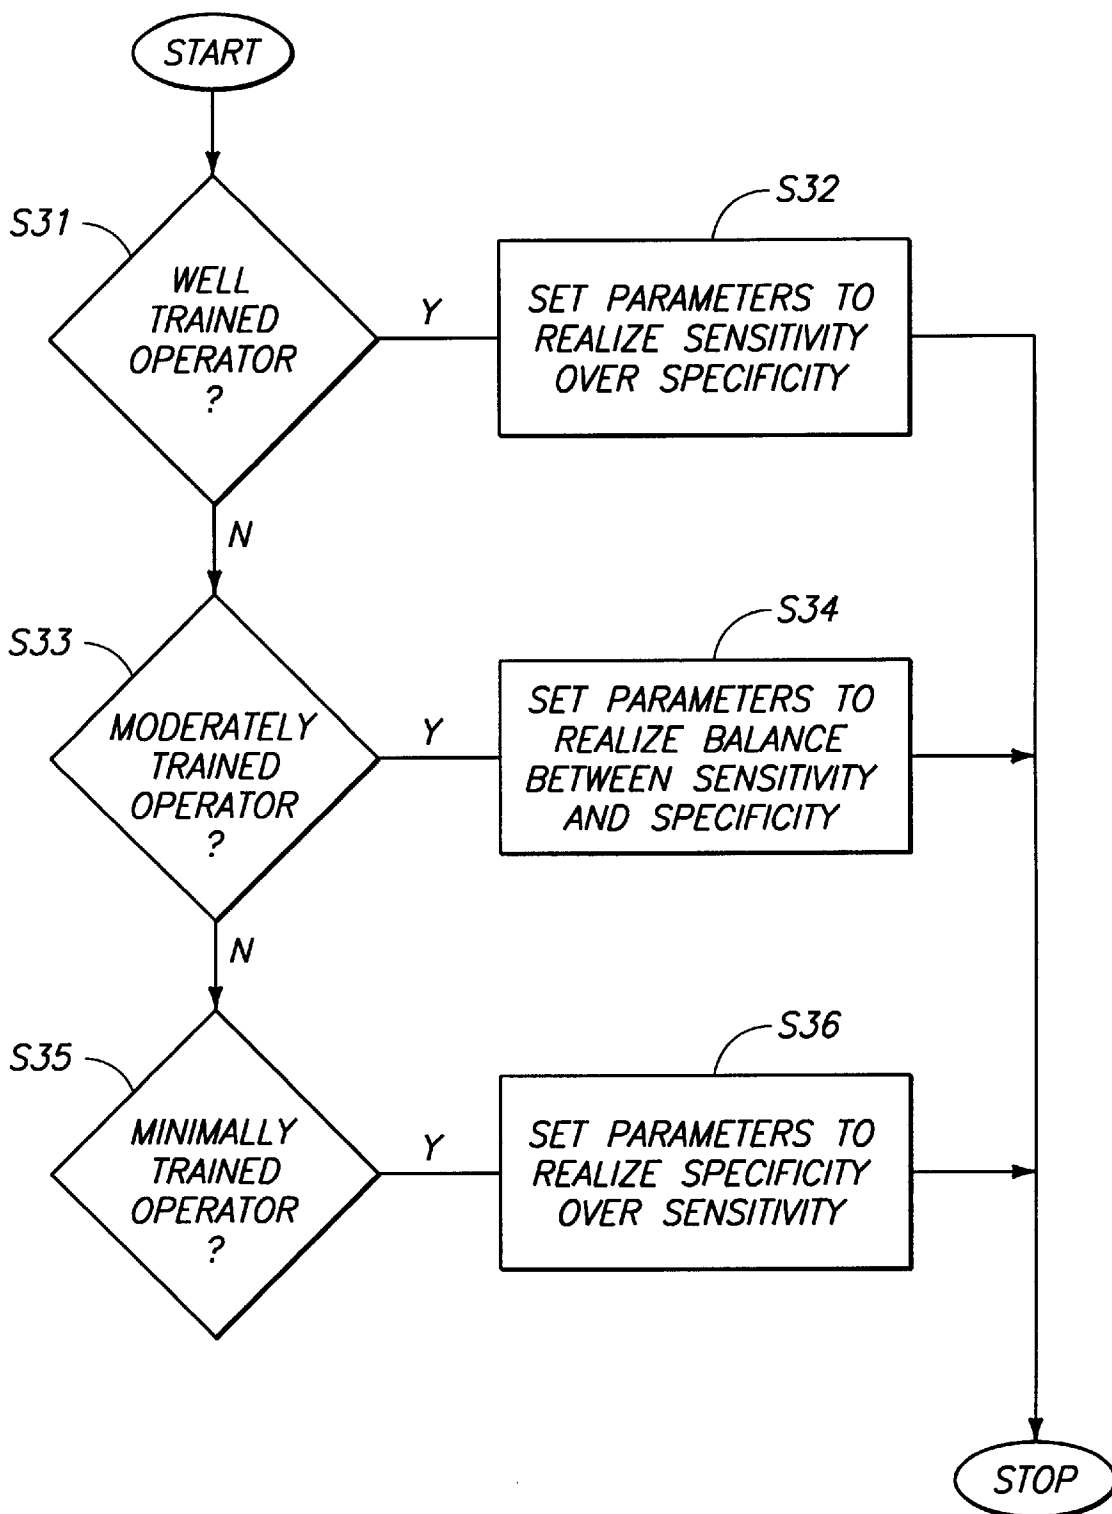 START
S31
WELL
TRAINED
OPERATOR
?
Y
S32
SET PARAMETERS TO
REALIZE SENSITIVITY
OVER SPECIFICITY
N
S33
MODERATELY
TRAINED
OPERATOR
?
Y
S34
SET PARAMETERS TO
REALIZE BALANCE
BETWEEN SENSITIVITY
AND SPECIFICITY
N
S35
MINIMALLY
TRAINED
OPERATOR
?
Y
S36
SET PARAMETERS TO
REALIZE SPECIFICITY
OVER SENSITIVITY
STOP